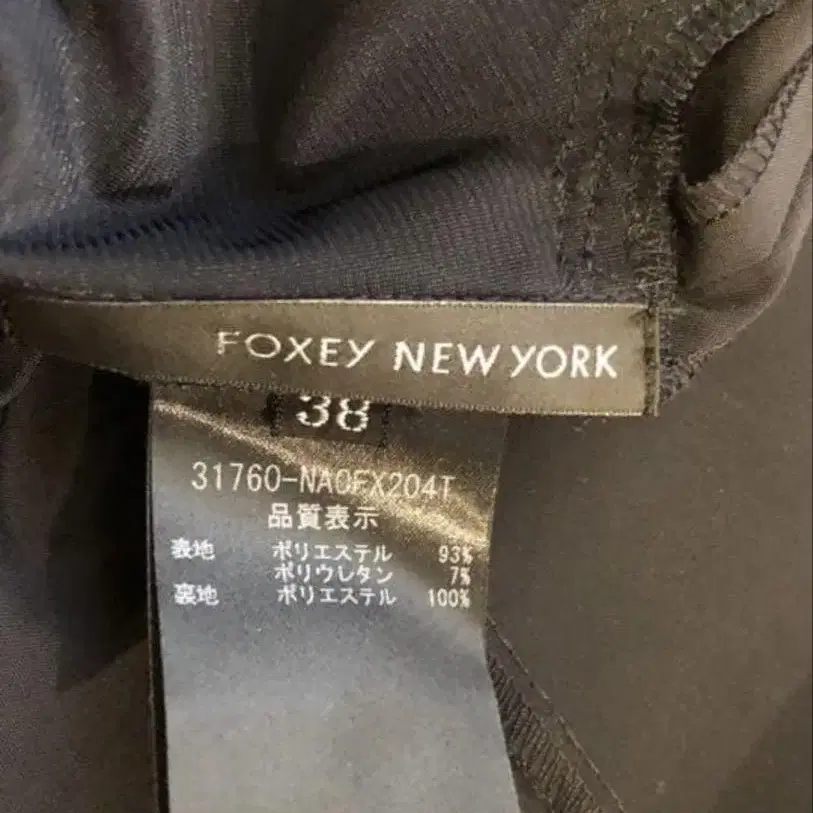 FOXEY NEW YORK
38
31760-NA0FX204T
品質表示
表地 ポリエステル 93%
ポリウレタン 7%
裏地 ポリエステル 100%